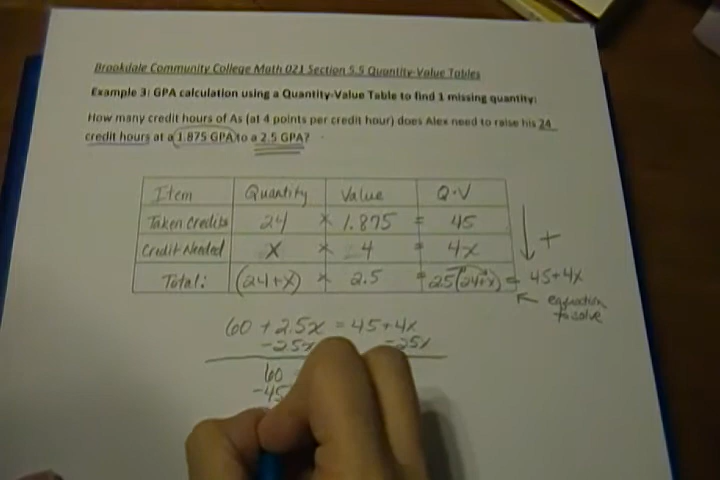 Brookdale Community College Math 021 Section 5.5 Quantity-Value Tables
Example 3: GPA calculation using a Quantity-Value Table to find 1 missing quantity:
How many credit hours of As (at 4 points per credit hour) does Alex need to raise his 24
credit hours at a 1.875 GPA to a 2.5 GPA?
Item Quantity Value Q·V
Taken Credits 24 × 1.875 = 45
Credit Needed x × 4 = 4x
Total: (24+x) × 2.5 = 2.5(24+x) = 45+4x
+
← equation
to solve
60 + 2.5x = 45+4x
-2.5x -2.5x
60
-45